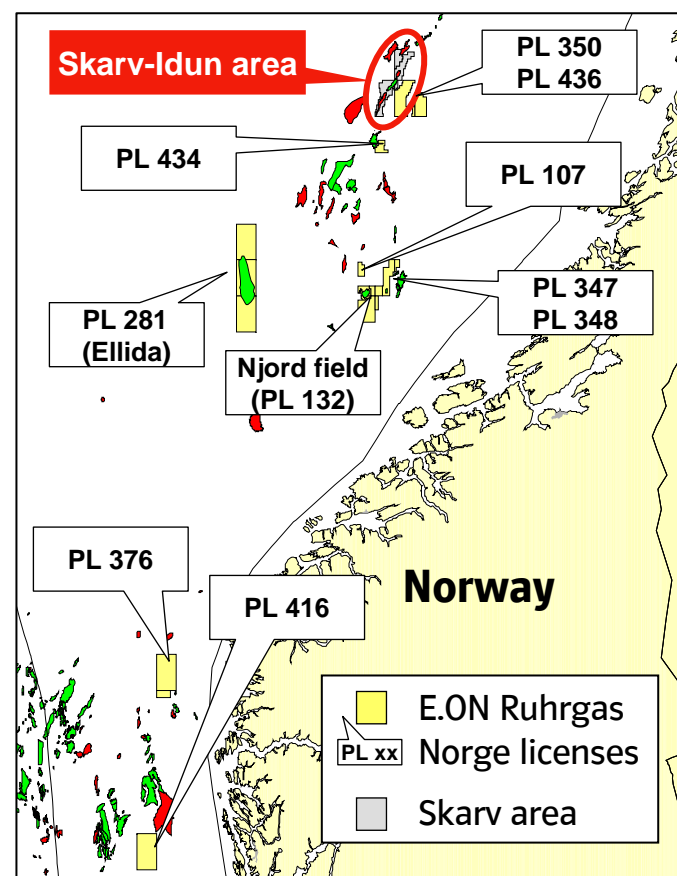 Skarv-Idun area
PL 350
PL 436
PL 434
PL 107
PL 281
(Ellida)
PL 347
PL 348
Njord field
(PL 132)
PL 376
PL 416
Norway
E.ON Ruhrgas
PL xx Norge licenses
Skarv area